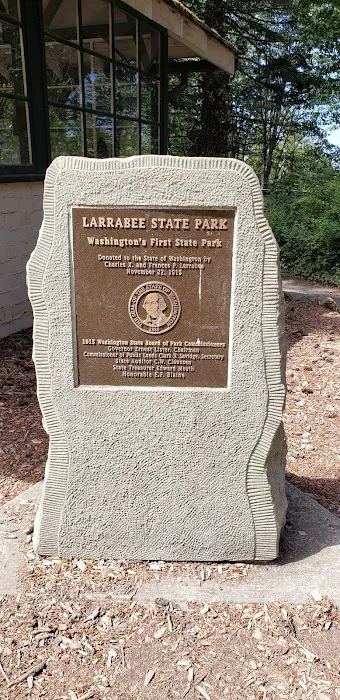 LARRABEE STATE PARK
Washington's First State Park
Donated to the State of Washington by
Charles X. and Frances P. Larrabee
November 22, 1915
1915 Washington State Board of Park Commissioners
Governor Ernest Lister, Chairman
Commissioner of Public Lands Clark V. Savidge, Secretary
State Auditor C.W. Clausen
State Treasurer Edward Meath
Honorable E.F. Blaine